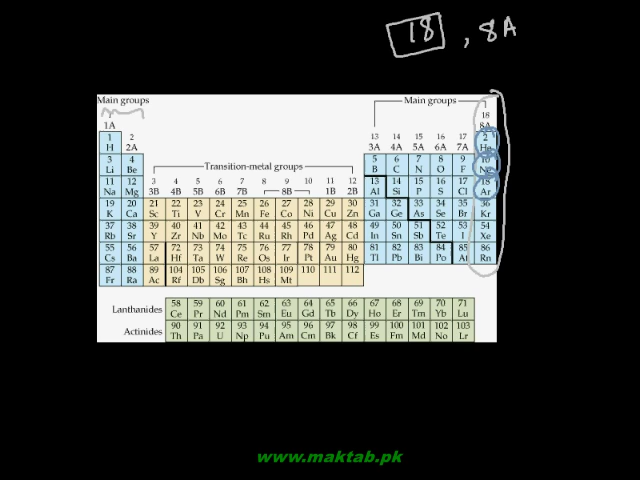 18 , 8A
Main groups Main groups
18
1A 13 14 15 16 17 8A
1 2 2
H 2A 3A 4A 5A 6A 7A He
3 4 Transition-metal groups 5 6 7 8 9 10
Li Be B C N O F Ne
11 12 3 4 5 6 7 8 9 10 11 12 13 14 15 16 17 18
Na Mg 3B 4B 5B 6B 7B 8B 1B 2B Al Si P S Cl Ar
19 20 21 22 23 24 25 26 27 28 29 30 31 32 33 34 35 36
K Ca Sc Ti V Cr Mn Fe Co Ni Cu Zn Ga Ge As Se Br Kr
37 38 39 40 41 42 43 44 45 46 47 48 49 50 51 52 53 54
Rb Sr Y Zr Nb Mo Tc Ru Rh Pd Ag Cd In Sn Sb Te I Xe
55 56 57 72 73 74 75 76 77 78 79 80 81 82 83 84 85 86
Cs Ba La Hf Ta W Re Os Ir Pt Au Hg Tl Pb Bi Po At Rn
87 88 89 104 105 106 107 108 109 110 111 112
Fr Ra Ac Rf Db Sg Bh Hs Mt
Lanthanides 58 59 60 61 62 63 64 65 66 67 68 69 70 71
Ce Pr Nd Pm Sm Eu Gd Tb Dy Ho Er Tm Yb Lu
Actinides 90 91 92 93 94 95 96 97 98 99 100 101 102 103
Th Pa U Np Pu Am Cm Bk Cf Es Fm Md No Lr
www.maktab.pk